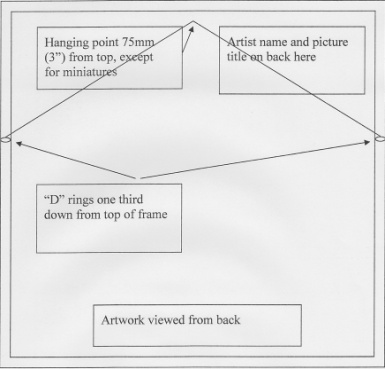 Hanging point 75mm
(3”) from top, except
for miniatures
Artist name and picture
title on back here
“D” rings one third
down from top of frame
Artwork viewed from back